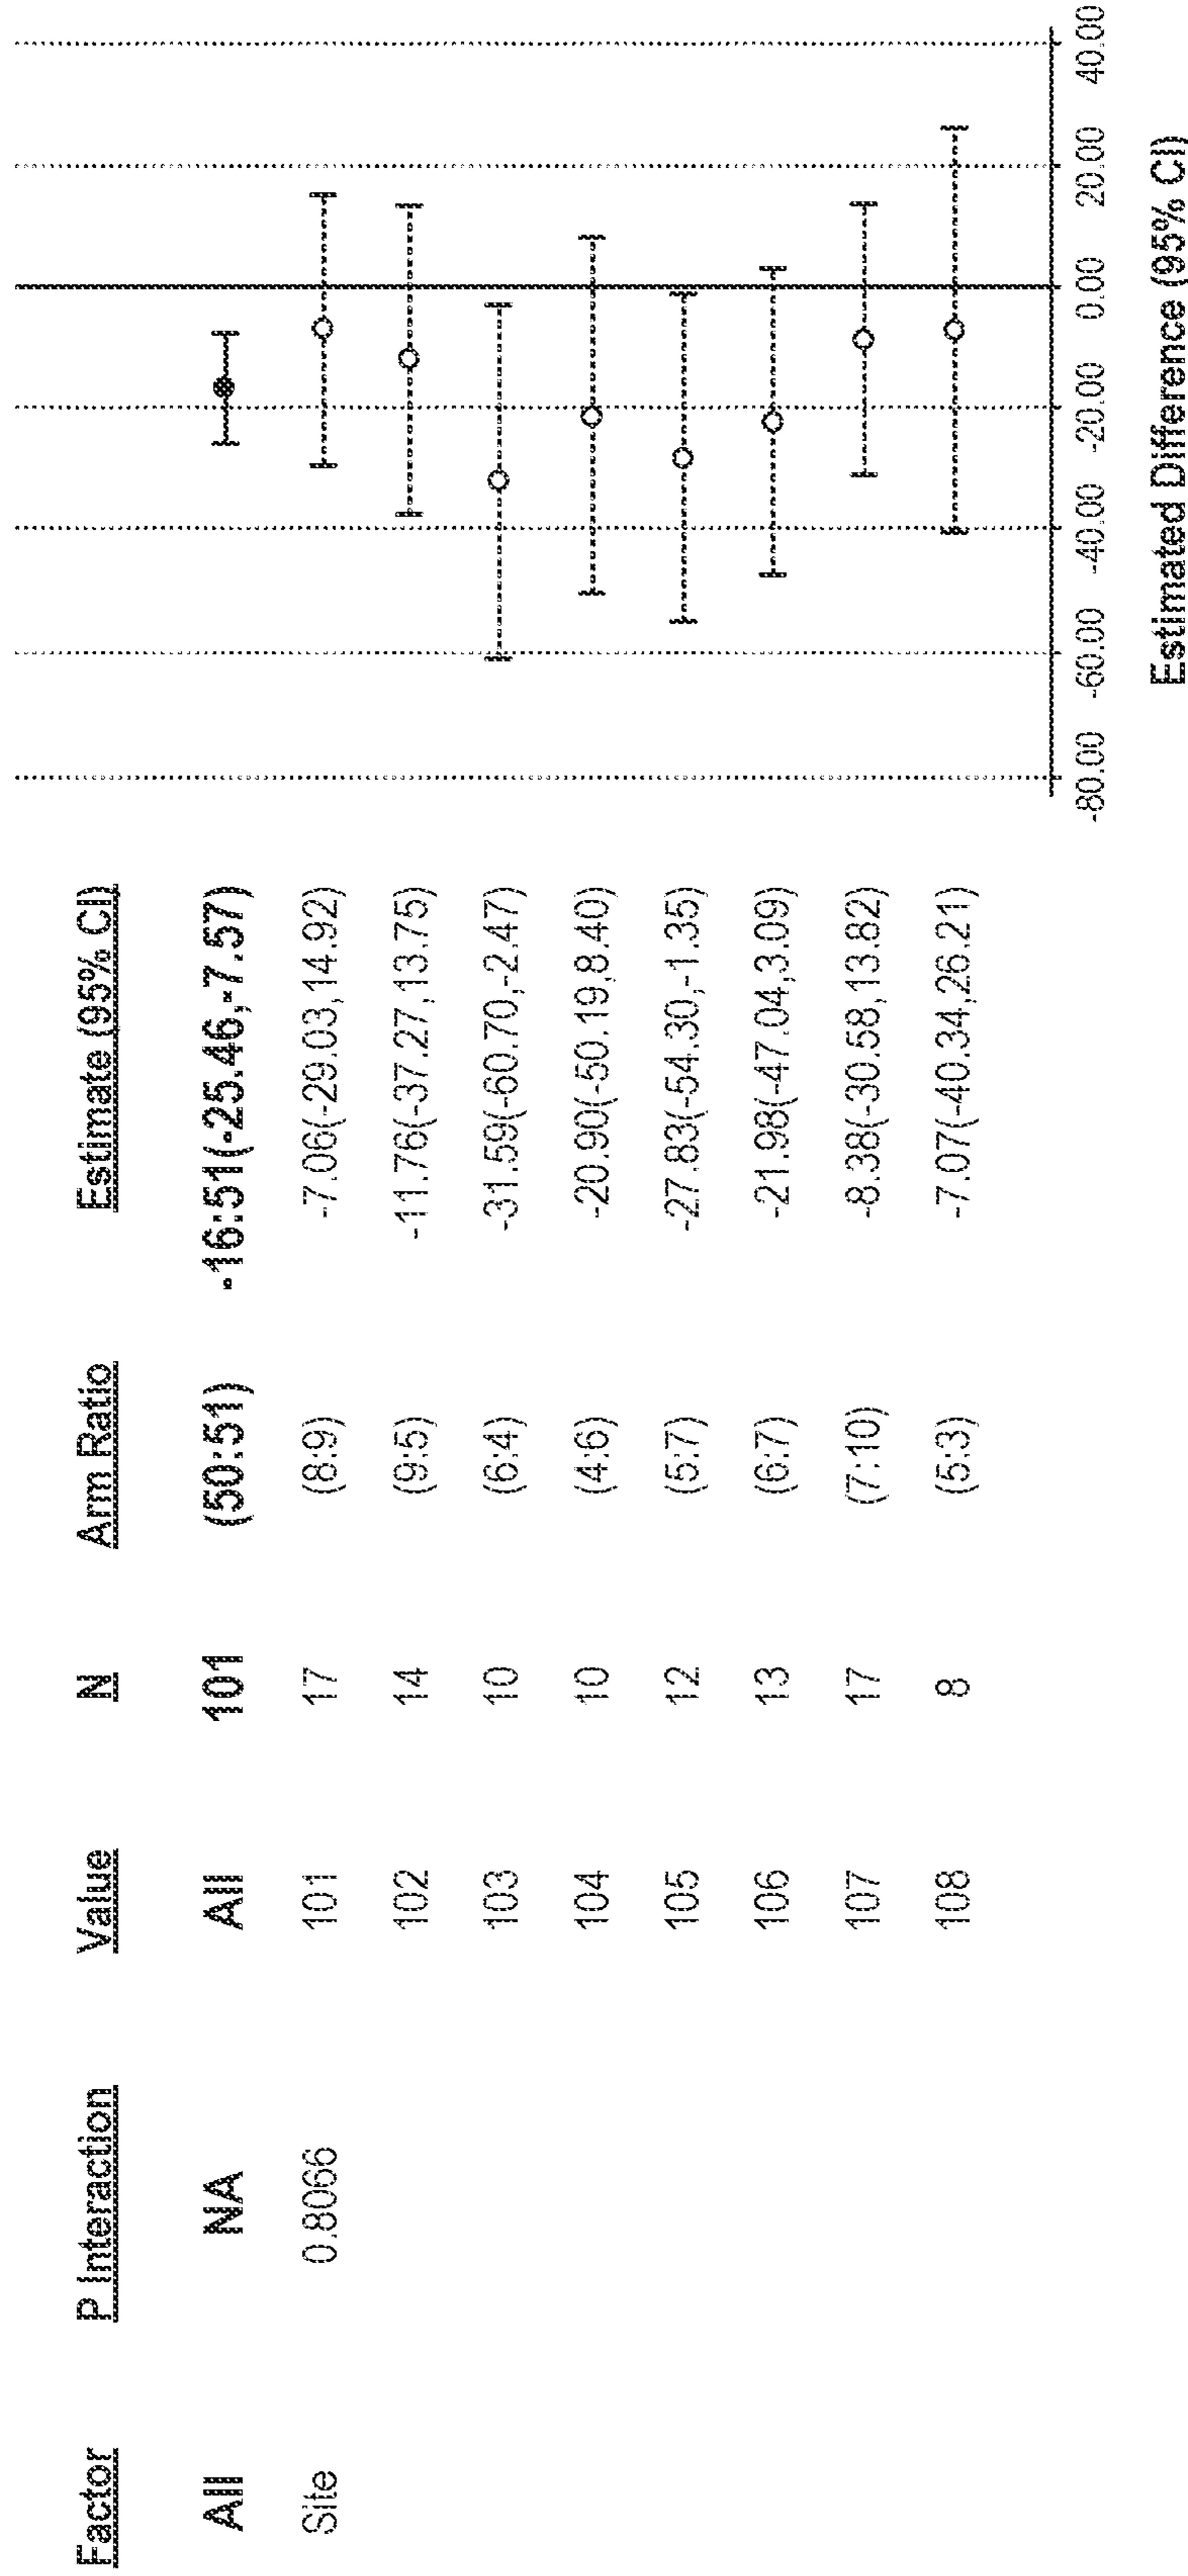 Factor P Interaction Value N Arm Ratio Estimate (95% CI)
All NA All 101 (50:51) -16:51(-25.46,-7.57)
Site 0.8066 101 17 (8:9) -7.06(-29.03,14.92)
102 14 (9:5) -11.76(-37.27,13.75)
103 10 (6:4) -31.59(-60.70,-2.47)
104 10 (4:6) -20.90(-50.19,8.40)
105 12 (5:7) -27.83(-54.30,-1.35)
106 13 (6:7) -21.98(-47.04,3.09)
107 17 (7:10) -8.38(-30.58,13.82)
108 8 (5:3) -7.07(-40.34,26.21)
-80.00 -60.00 -40.00 -20.00 0.00 20.00 40.00
Estimated Difference (95% CI)